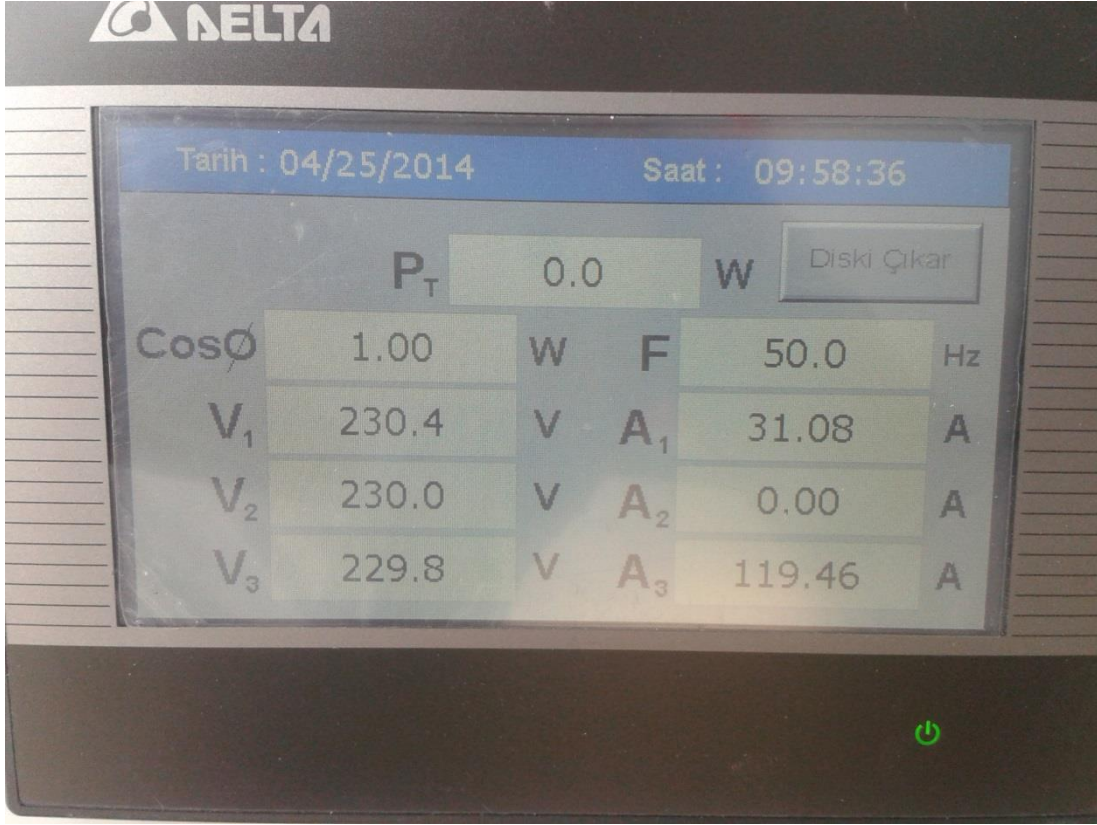 DELTA
Tarih : 04/25/2014 Saat : 09:58:36
P_T 0.0 W Diski Çıkar
CosØ 1.00 W F 50.0 Hz
V₁ 230.4 V A₁ 31.08 A
V₂ 230.0 V A₂ 0.00 A
V₃ 229.8 V A₃ 119.46 A